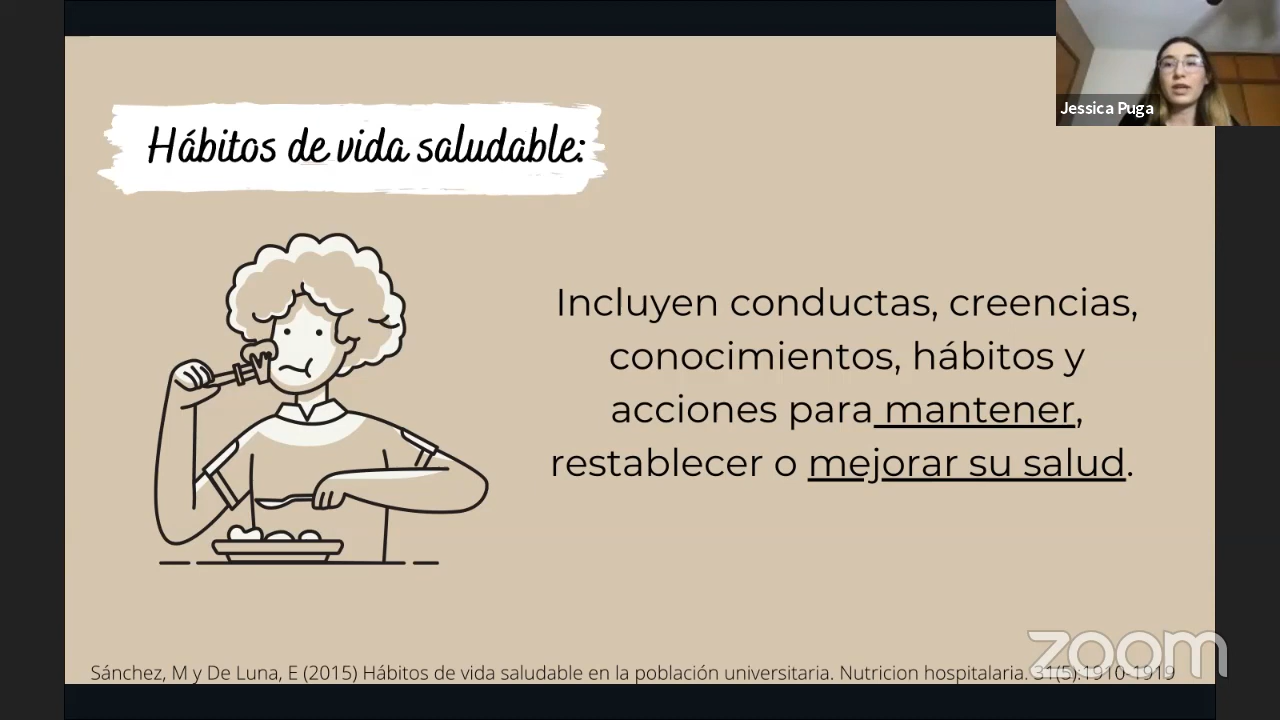 Jessica Puga
Hábitos de vida saludable:
Incluyen conductas, creencias,
conocimientos, hábitos y
acciones para mantener,
restablecer o mejorar su salud.
zoom
Sánchez, M y De Luna, E (2015) Hábitos de vida saludable en la población universitaria. Nutricion hospitalaria. 31(5):1910-1919